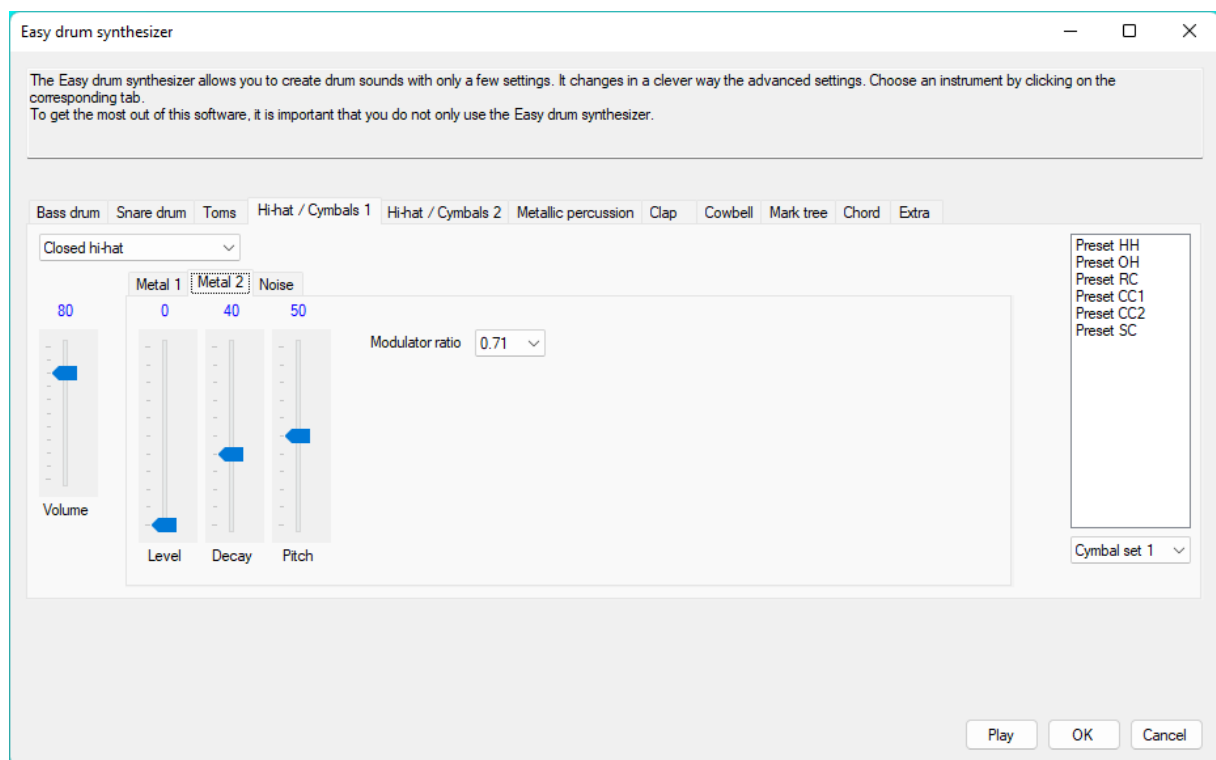 Easy drum synthesizer
The Easy drum synthesizer allows you to create drum sounds with only a few settings. It changes in a clever way the advanced settings. Choose an instrument by clicking on the
corresponding tab.
To get the most out of this software, it is important that you do not only use the Easy drum synthesizer.
Bass drum Snare drum Toms Hi-hat / Cymbals 1 Hi-hat / Cymbals 2 Metallic percussion Clap Cowbell Mark tree Chord Extra
Closed hi-hat
Metal 1 Metal 2 Noise
80 0 40 50
Modulator ratio 0.71
Volume
Level Decay Pitch
Preset HH
Preset OH
Preset RC
Preset CC1
Preset CC2
Preset SC
Cymbal set 1
Play OK Cancel